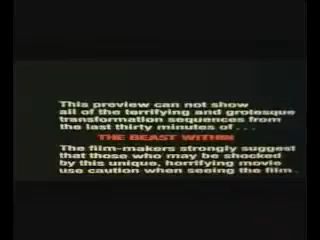 This preview can not show
all of the terrifying and grotesque
transformation sequences from
the last thirty minutes of...
THE BEAST WITHIN
The film-makers strongly suggest
that those who may be shocked
by this unique, horrifying movie
use caution when seeing the film.